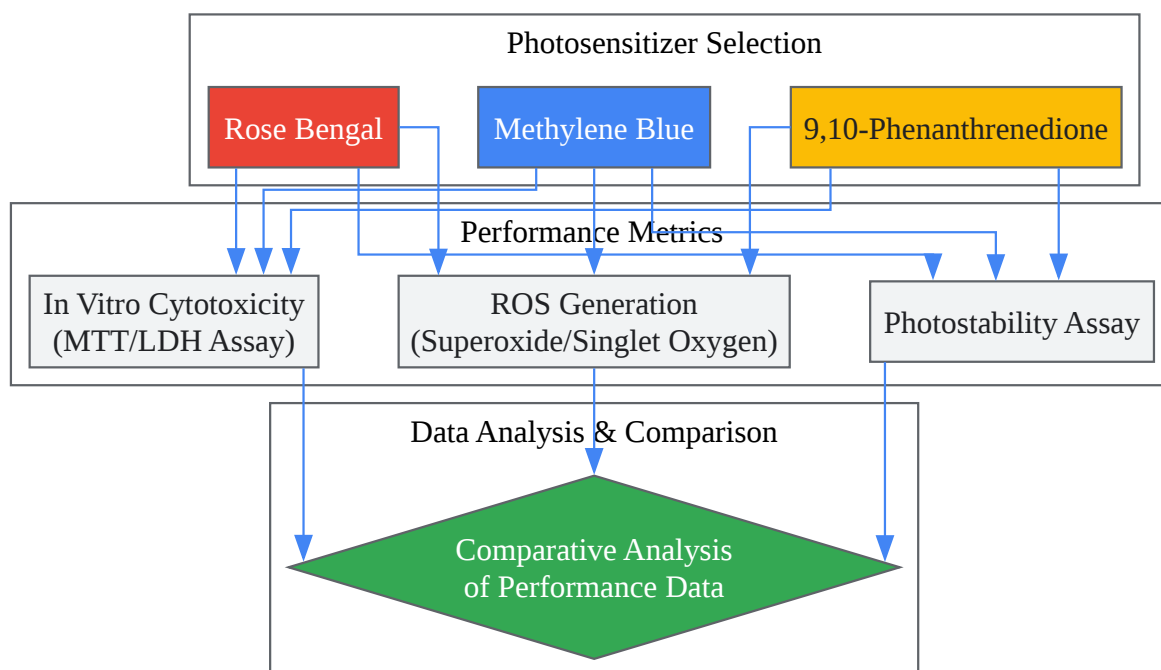 Photosensitizer Selection
Rose Bengal
Methylene Blue
9,10-Phenanthrenedione
Performance Metrics
In Vitro Cytotoxicity
(MTT/LDH Assay)
ROS Generation
(Superoxide/Singlet Oxygen)
Photostability Assay
Data Analysis & Comparison
Comparative Analysis
of Performance Data